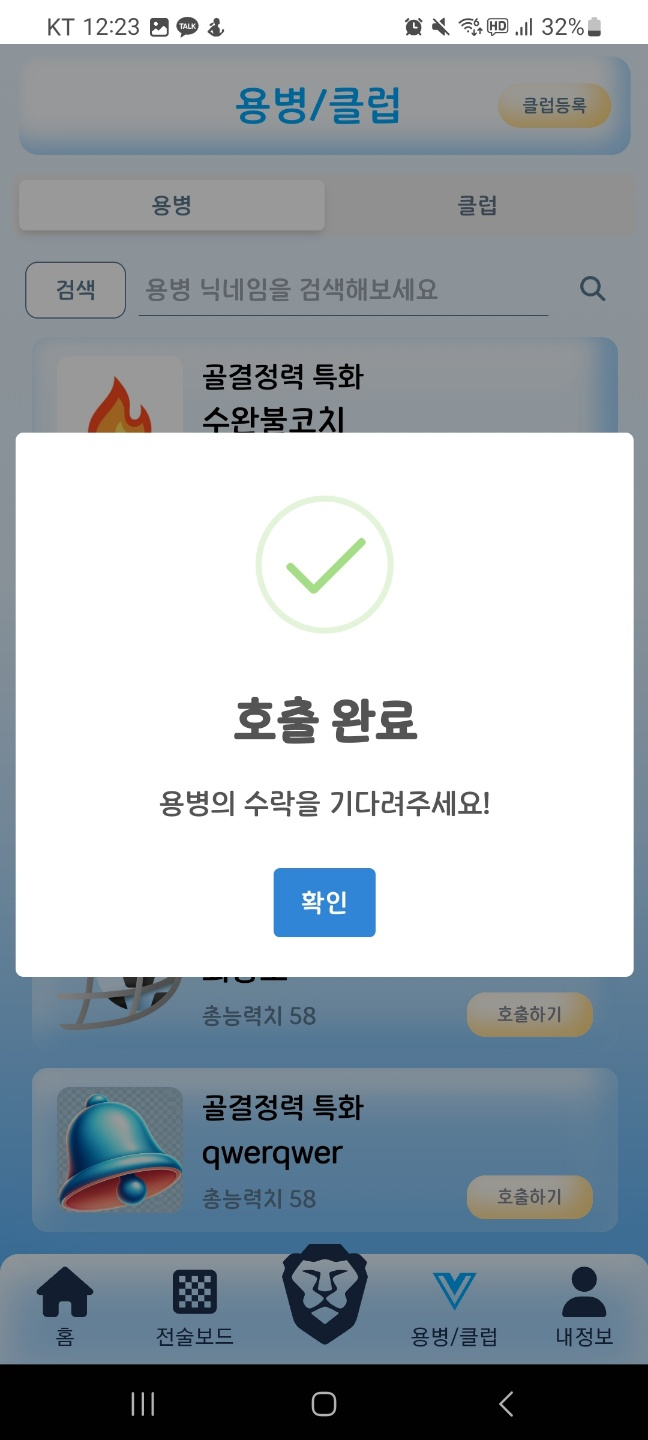 KT 12:23 TALK HD 32%
용병/클럽
클럽등록
용병 클럽
검색 용병 닉네임을 검색해보세요
골결정력 특화
수완불코치
호출 완료
용병의 수락을 기다려주세요!
확인
총능력치 58
호출하기
골결정력 특화
qwerqwer
총능력치 58
호출하기
홈 전술보드 용병/클럽 내정보